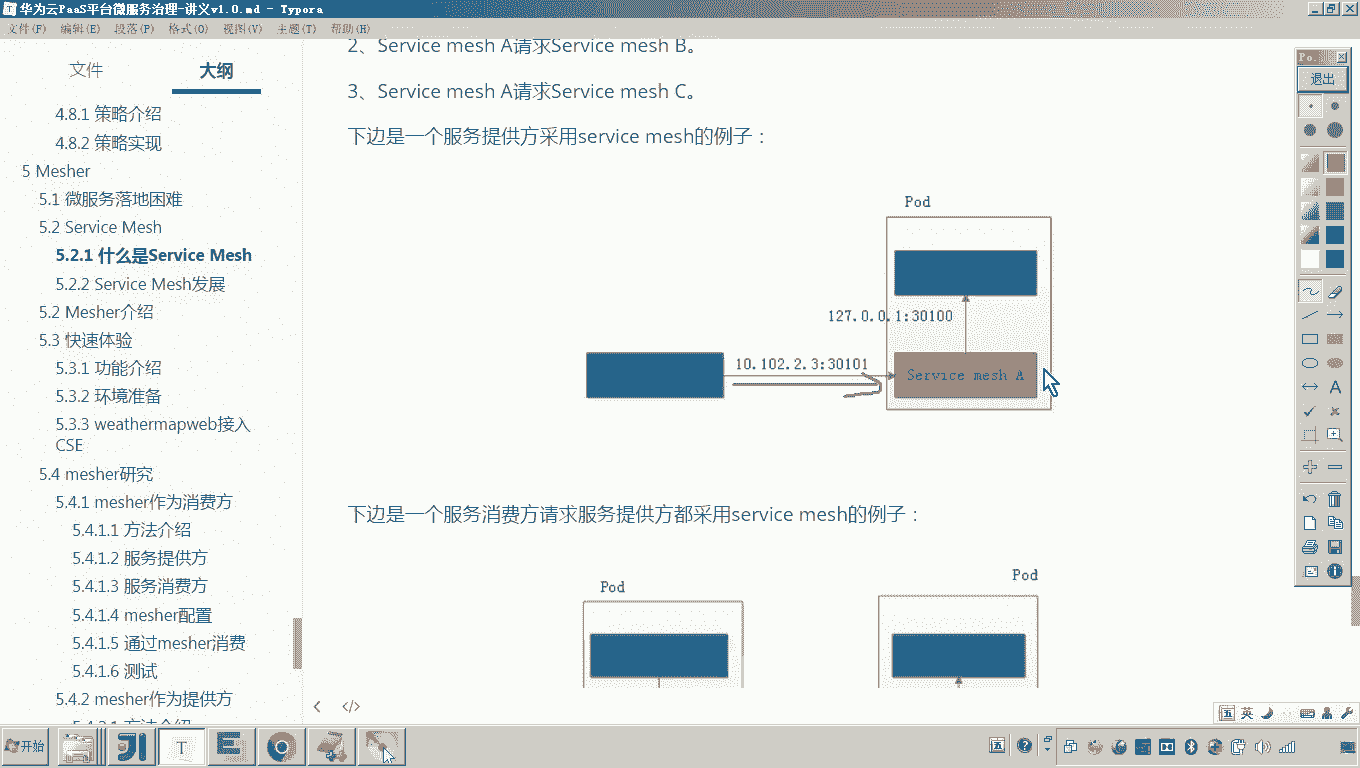 华为云PaaS平台微服务治理-讲义v1.0.md - Typora
文件(F) 编辑(E) 段落(P) 格式(O) 视图(V) 主题(T) 帮助(H)
文件 大纲
4.8.1 策略介绍
4.8.2 策略实现
5 Mesher
5.1 微服务落地困难
5.2 Service Mesh
5.2.1 什么是Service Mesh
5.2.2 Service Mesh发展
5.2 Mesher介绍
5.3 快速体验
5.3.1 功能介绍
5.3.2 环境准备
5.3.3 weathermapweb接入
CSE
5.4 mesher研究
5.4.1 mesher作为消费方
5.4.1.1 方法介绍
5.4.1.2 服务提供方
5.4.1.3 服务消费方
5.4.1.4 mesher配置
5.4.1.5 通过mesher消费
5.4.1.6 测试
5.4.2 mesher作为提供方
2、Service mesh A请求Service mesh B。
3、Service mesh A请求Service mesh C。
下边是一个服务提供方采用service mesh的例子：
Pod
127.0.0.1:30100
10.102.2.3:30101
Service mesh A
下边是一个服务消费方请求服务提供方都采用service mesh的例子：
Pod
Pod
Po.
退出
A
英
开始